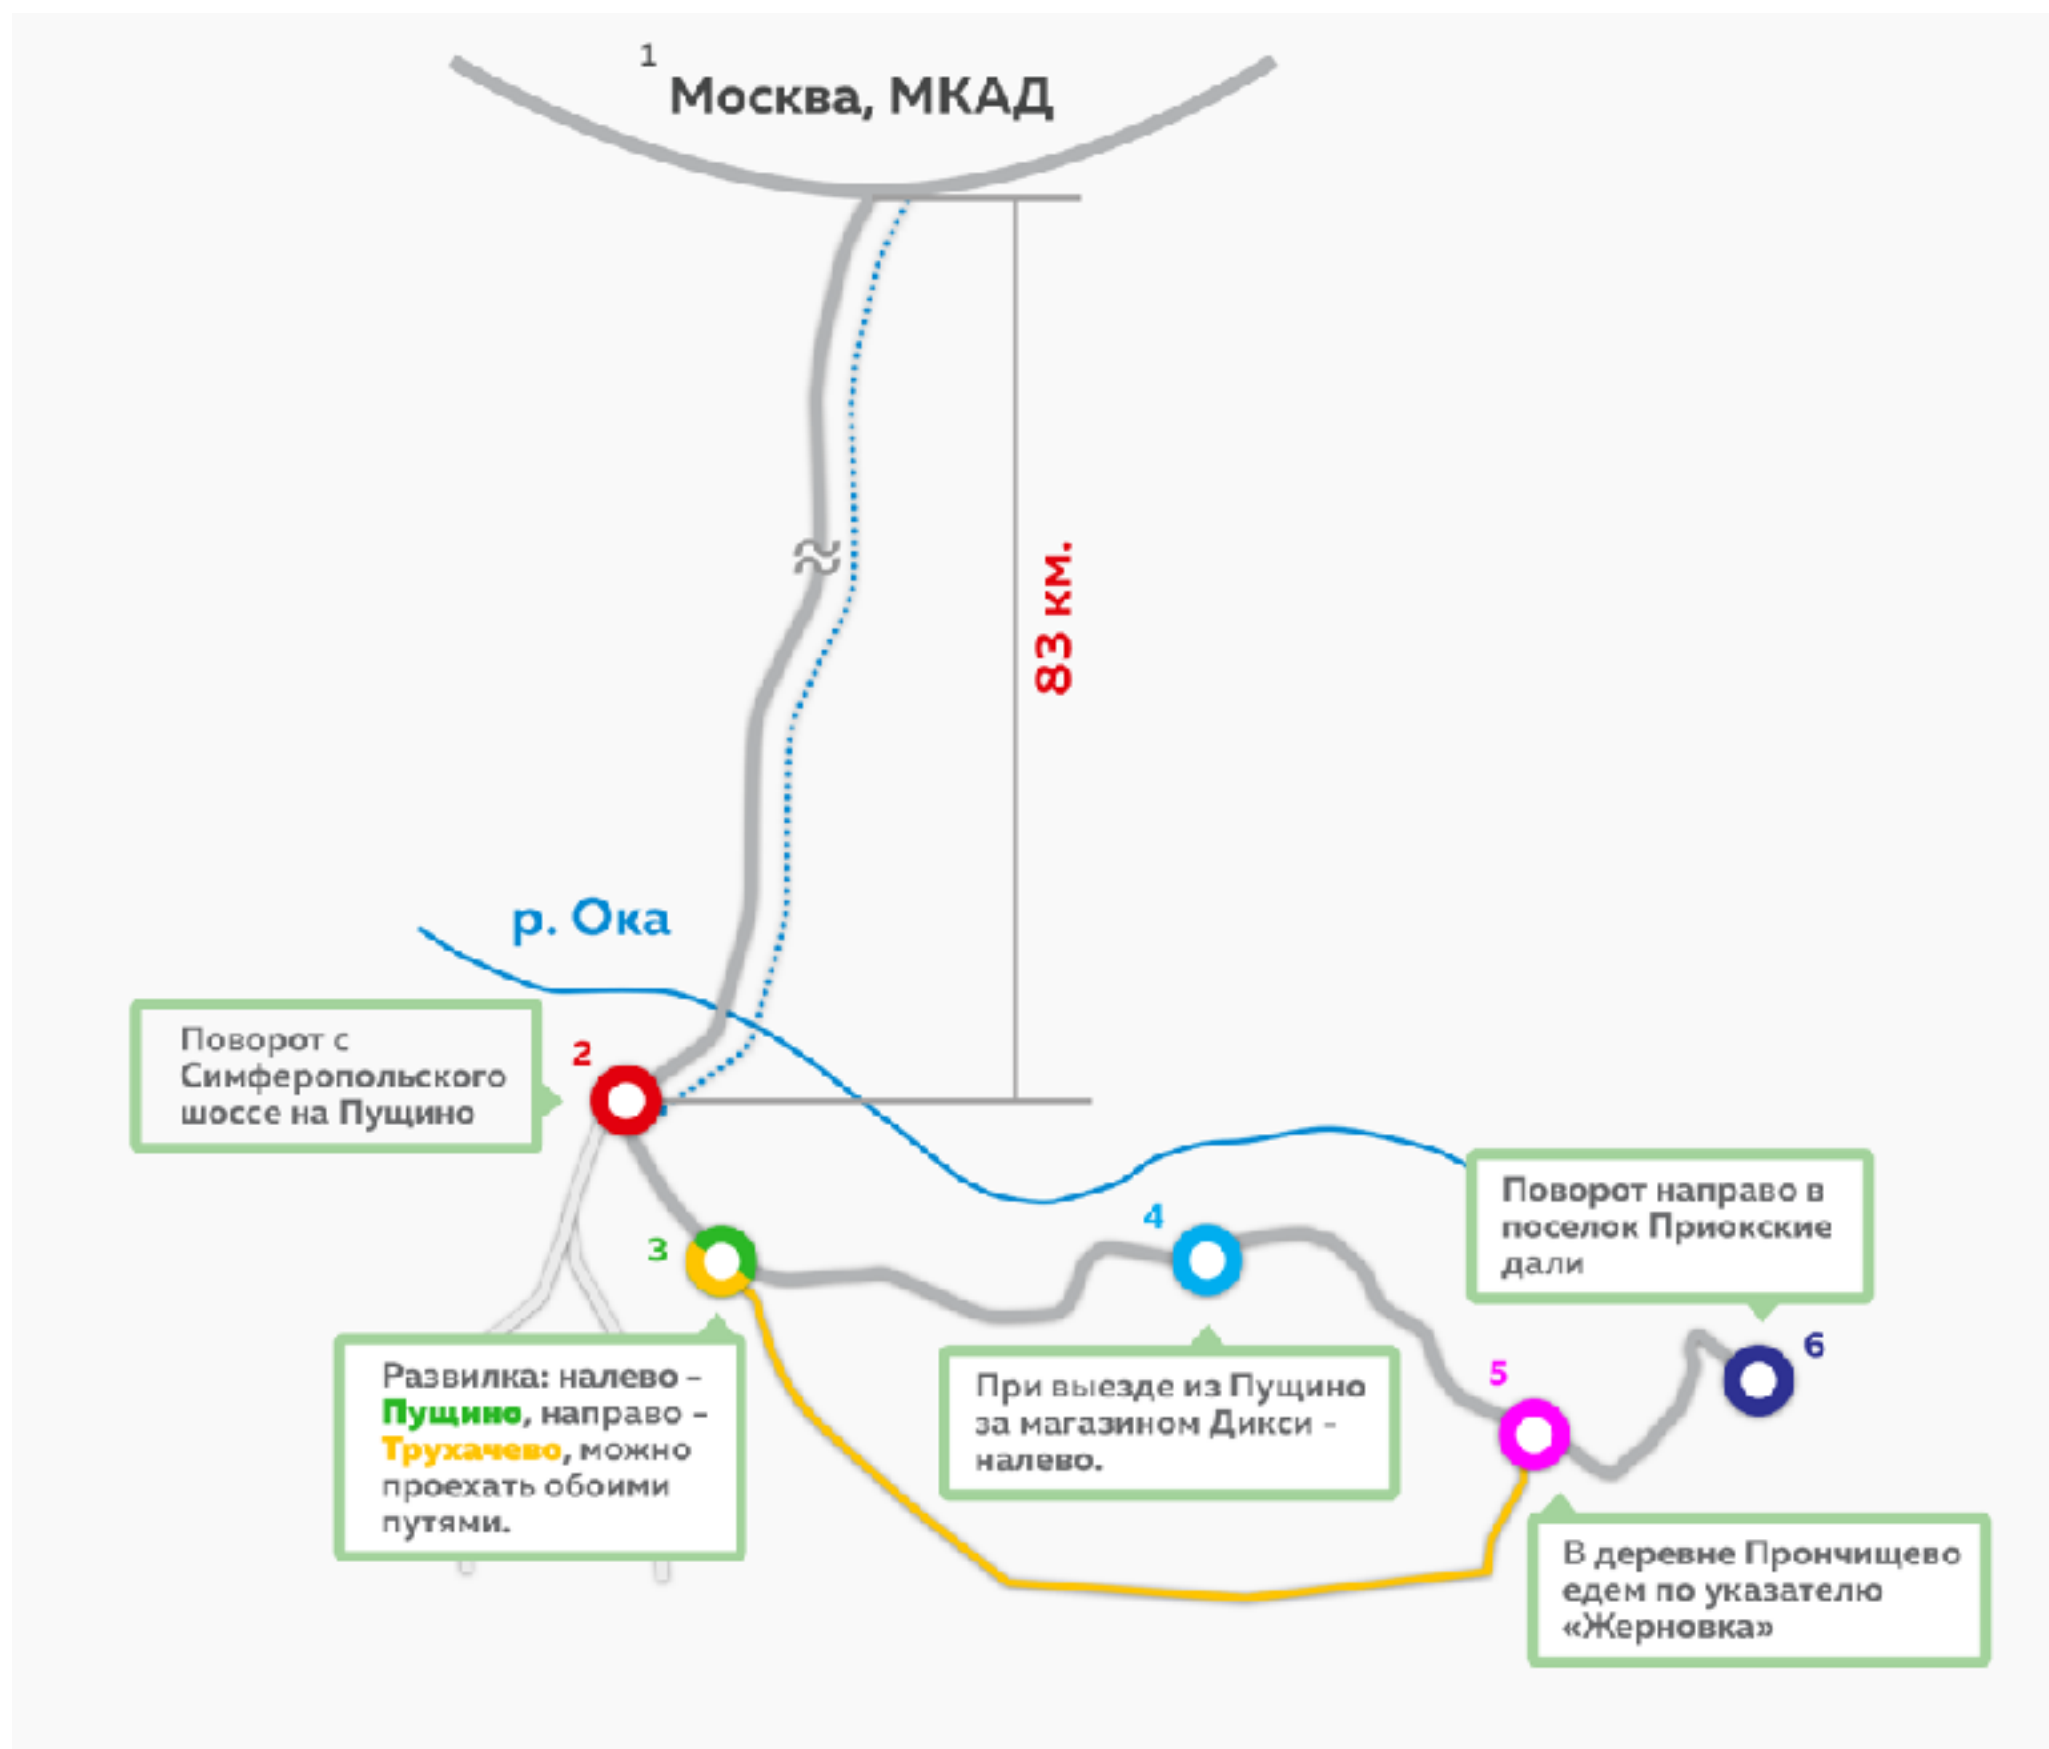 1
Москва, МКАД
83 км.
р. Ока
Поворот с
Симферопольского
шоссе на Пущино
2
3
Развилка: налево –
Пущино, направо –
Трухачево, можно
проехать обоими
путями.
4
При выезде из Пущино
за магазином Дикси -
налево.
5
В деревне Прончищево
едем по указателю
«Жерновка»
Поворот направо в
поселок Приокские
дали
6